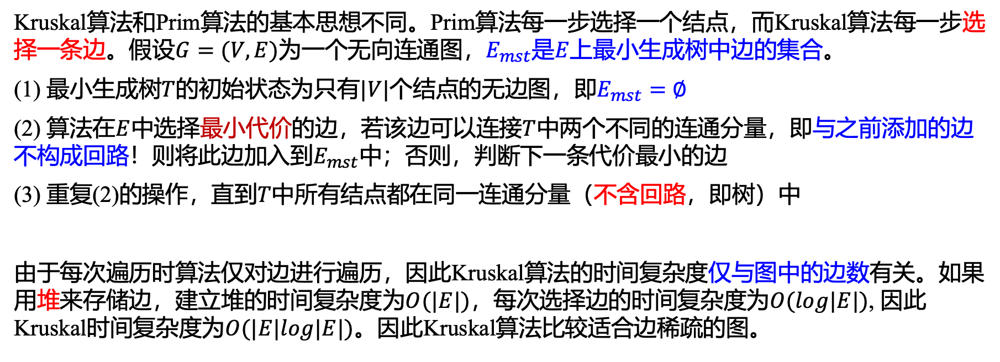 Kruskal算法和Prim算法的基本思想不同。Prim算法每一步选择一个结点，而Kruskal算法每一步选
择一条边。假设G = (V, E)为一个无向连通图，E_{mst}是E上最小生成树中边的集合。
(1) 最小生成树T的初始状态为只有|V|个结点的无边图，即E_{mst} = ∅
(2) 算法在E中选择最小代价的边，若该边可以连接T中两个不同的连通分量，即与之前添加的边
不构成回路！则将此边加入到E_{mst}中；否则，判断下一条代价最小的边
(3) 重复(2)的操作，直到T中所有结点都在同一连通分量（不含回路，即树）中
由于每次遍历时算法仅对边进行遍历，因此Kruskal算法的时间复杂度仅与图中的边数有关。如果
用堆来存储边，建立堆的时间复杂度为O(|E|)，每次选择边的时间复杂度为O(log|E|), 因此
Kruskal时间复杂度为O(|E|log|E|)。因此Kruskal算法比较适合边稀疏的图。